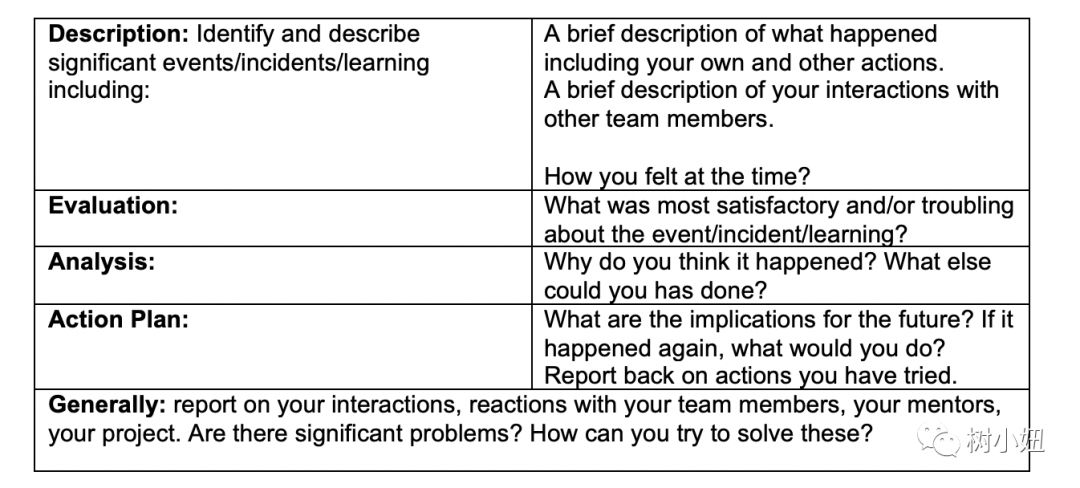 Description: Identify and describe
significant events/incidents/learning
including:
A brief description of what happened
including your own and other actions.
A brief description of your interactions with
other team members.
How you felt at the time?
Evaluation:
What was most satisfactory and/or troubling
about the event/incident/learning?
Analysis:
Why do you think it happened? What else
could you has done?
Action Plan:
What are the implications for the future? If it
happened again, what would you do?
Report back on actions you have tried.
Generally: report on your interactions, reactions with your team members, your mentors,
your project. Are there significant problems? How can you try to solve these?
树小妞